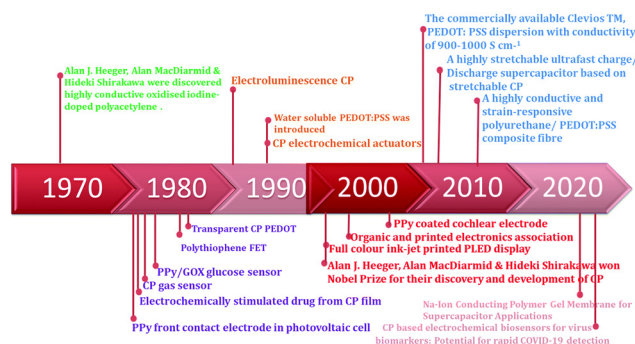 The commercially available Clevios TM,
PEDOT: PSS dispersion with conductivity
of 900-1000 S cm-1
Alan J. Heeger, Alan MacDiarmid &
Hideki Shirakawa were discovered
highly conductive oxidised iodine-
doped polyacetylene .
Electroluminescence CP
A highly stretchable ultrafast charge/
Discharge supercapacitor based on
stretchable CP
Water soluble PEDOT:PSS was
introduced
CP electrochemical actuators
A highly conductive and
strain-responsive
polyurethane/ PEDOT:PSS
composite fibre
1970
1980
1990
2000
2010
2020
Transparent CP PEDOT
Polythiophene FET
PPy/GOX glucose sensor
CP gas sensor
Electrochemically stimulated drug from CP film
PPy front contact electrode in photovoltaic cell
PPy coated cochlear electrode
Organic and printed electronics association
Full colour ink-jet printed PLED display
Alan J. Heeger, Alan MacDiarmid & Hideki Shirakawa won
Nobel Prize for their discovery and development of CP
Na-Ion Conducting Polymer Gel Membrane for
Supercapacitor Applications
CP based electrochemical biosensors for virus
biomarkers: Potential for rapid COVID-19 detection